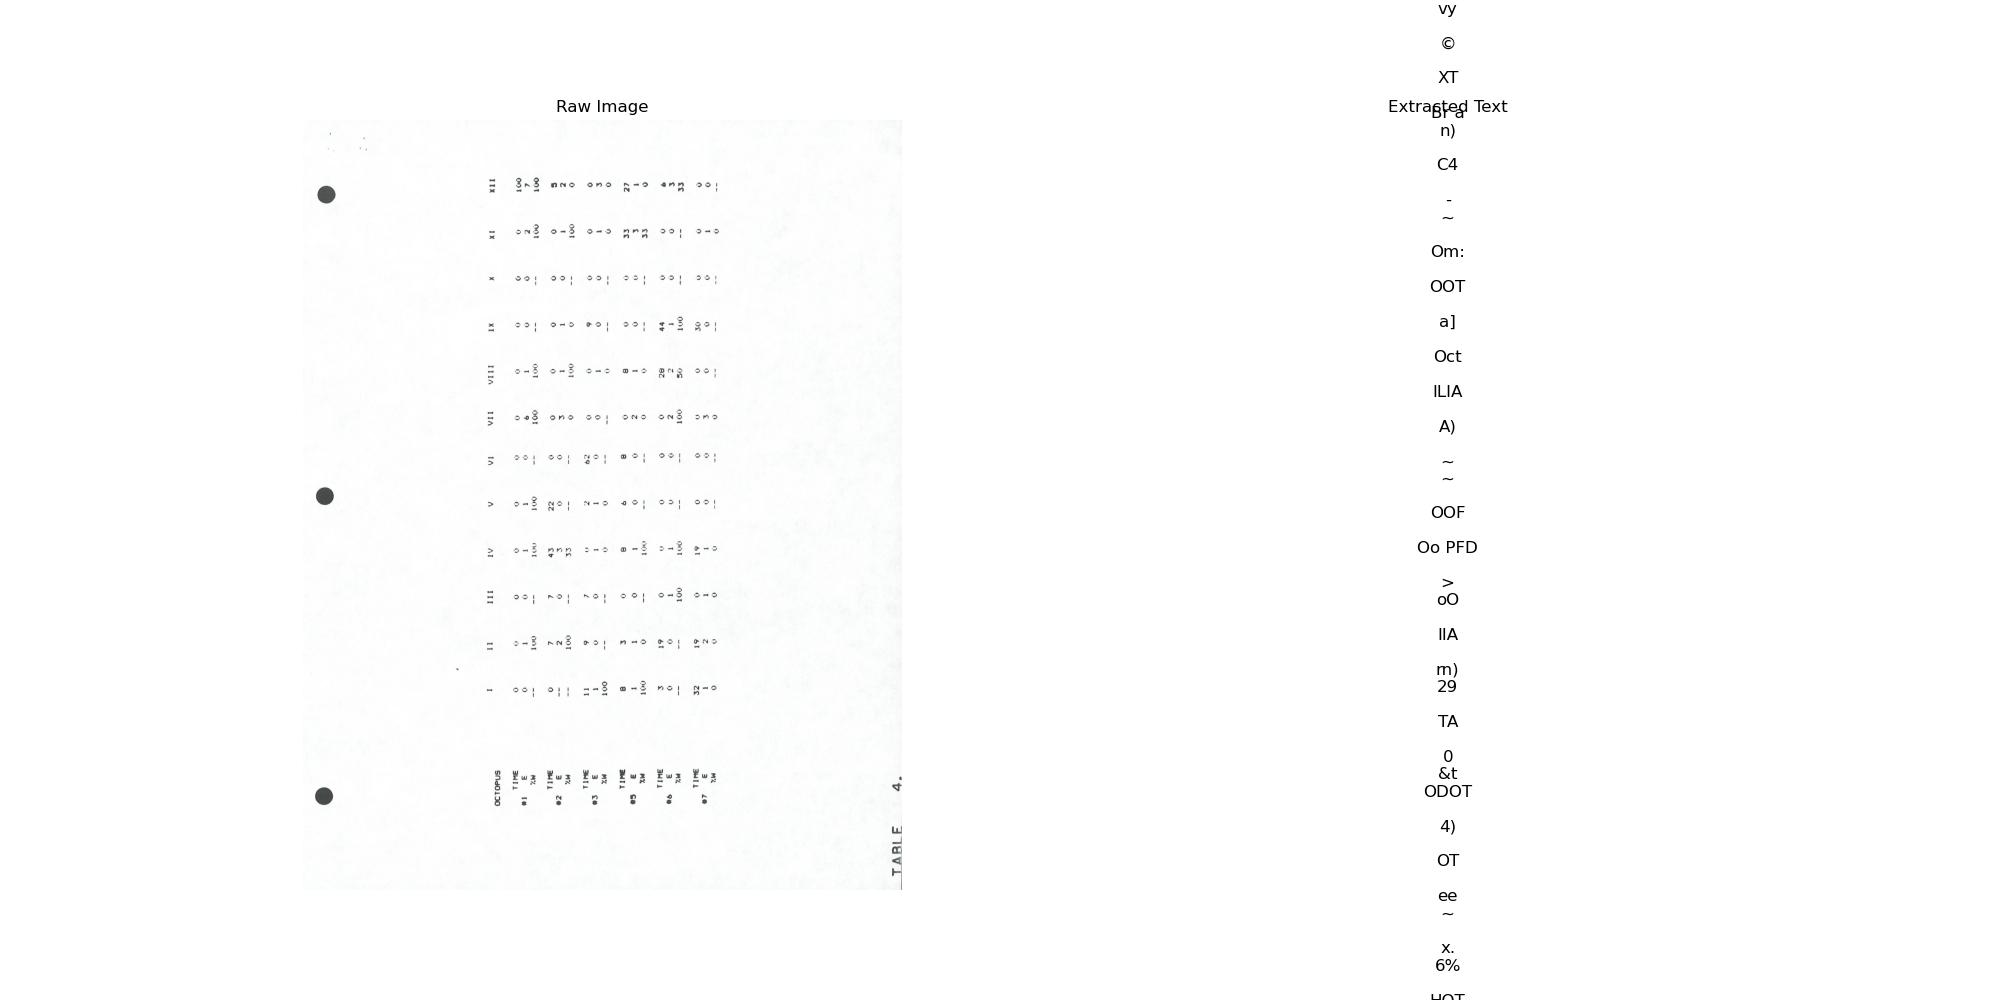 Raw Image
OCTOPUS I II III IV V VI VII VIII IX X XI XII
TIME 0 0 0 0 0 0 0 0 0 0 0 100
#1 E 0 1 0 1 1 0 6 1 0 0 2 7
%W -- 100 -- 100 100 -- 100 100 -- -- 100 100
TIME 0 7 7 43 22 0 0 0 0 0 0 5
#2 E -- 2 0 3 0 0 3 1 1 0 1 2
%W -- 100 -- 33 -- -- 0 100 0 -- 100 0
TIME 11 9 7 0 2 62 0 0 9 0 0 0
#3 E 1 0 0 1 1 0 0 1 0 0 1 3
%W 100 -- -- 0 0 -- -- 0 -- -- 0 0
TIME 8 3 0 8 6 8 0 8 0 0 33 27
#5 E 1 1 0 1 0 0 2 1 0 0 3 1
%W 100 0 -- 100 -- -- 0 0 -- -- 33 0
TIME 3 19 0 0 0 0 0 28 44 0 0 6
#6 E 0 0 1 1 0 0 2 2 1 0 0 3
%W -- -- 100 100 -- -- 100 50 100 -- -- 33
TIME 32 19 0 19 0 0 0 0 30 0 0 0
#7 E 1 2 1 1 0 0 3 0 0 0 1 0
%W 0 0 0 0 -- -- 0 -- -- -- 0 --
TABLE 4.
vy
©
XT
Extracted Text
Br a
n)
C4
-
~
Om:
OOT
a]
Oct
ILIA
A)
~
~
OOF
Oo PFD
>
oO
IIA
rn)
29
TA
0
&t
ODOT
4)
OT
ee
~
x.
6%
HOT